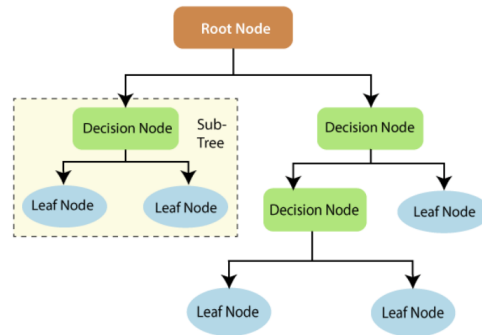 Root Node
Decision Node
Sub-
Tree
Decision Node
Leaf Node
Leaf Node
Decision Node
Leaf Node
Leaf Node
Leaf Node